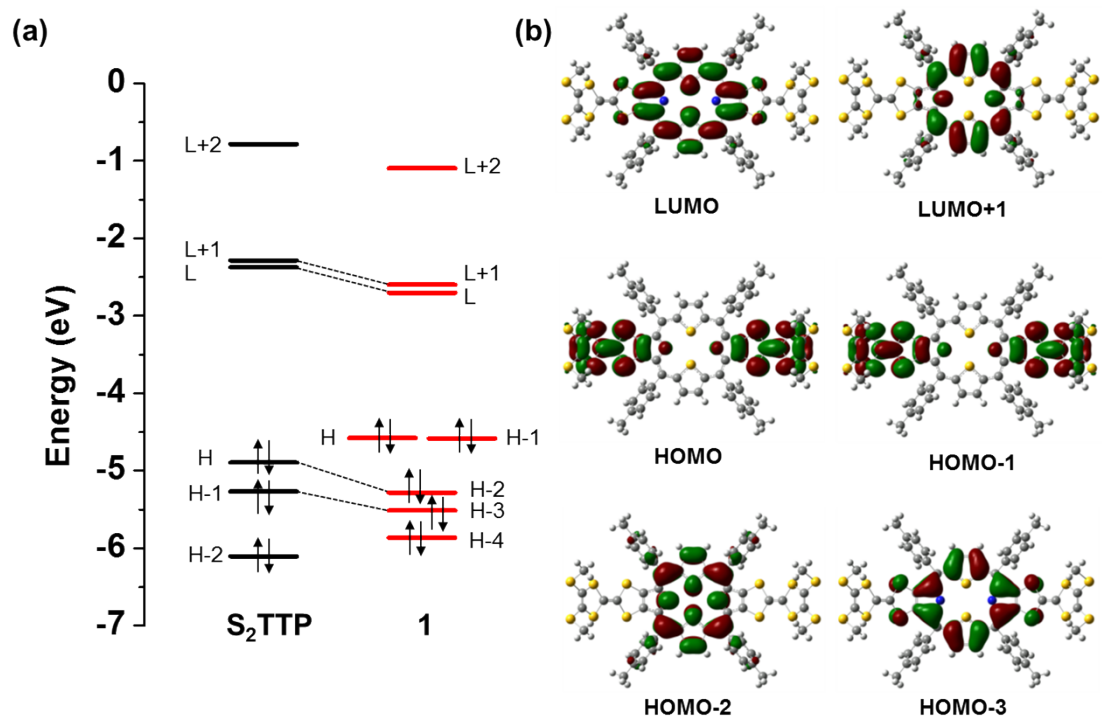 (a)
Energy (eV)
0
-1
-2
-3
-4
-5
-6
-7
L+2
L+1
L
H
H-1
H-2
S₂TTP
L+2
L+1
L
H
H-1
H-2
H-3
H-4
1
(b)
LUMO
LUMO+1
HOMO
HOMO-1
HOMO-2
HOMO-3